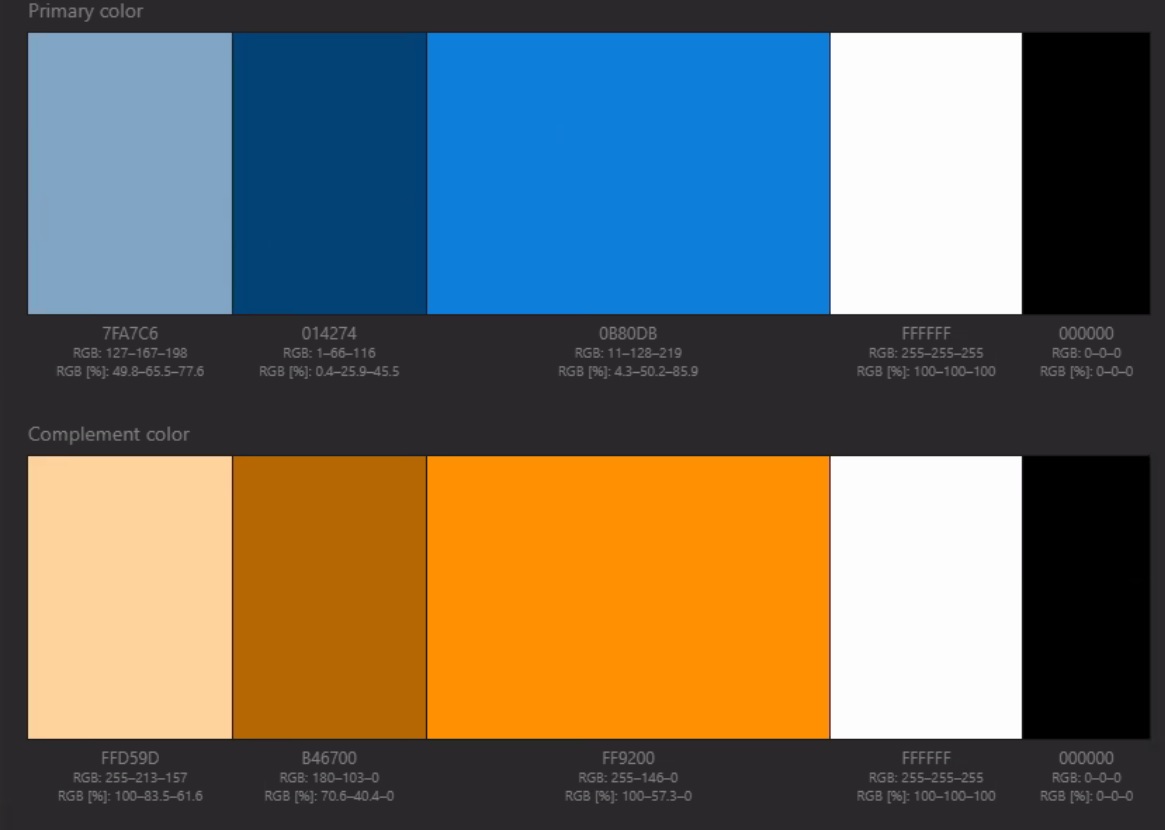 Primary color
7FA7C6
RGB: 127–167–198
RGB [%]: 49.8–65.5–77.6
014274
RGB: 1–66–116
RGB [%]: 0.4–25.9–45.5
0B80DB
RGB: 11–128–219
RGB [%]: 4.3–50.2–85.9
FFFFFF
RGB: 255–255–255
RGB [%]: 100–100–100
000000
RGB: 0–0–0
RGB [%]: 0–0–0
Complement color
FFD59D
RGB: 255–213–157
RGB [%]: 100–83.5–61.6
B46700
RGB: 180–103–0
RGB [%]: 70.6–40.4–0
FF9200
RGB: 255–146–0
RGB [%]: 100–57.3–0
FFFFFF
RGB: 255–255–255
RGB [%]: 100–100–100
000000
RGB: 0–0–0
RGB [%]: 0–0–0